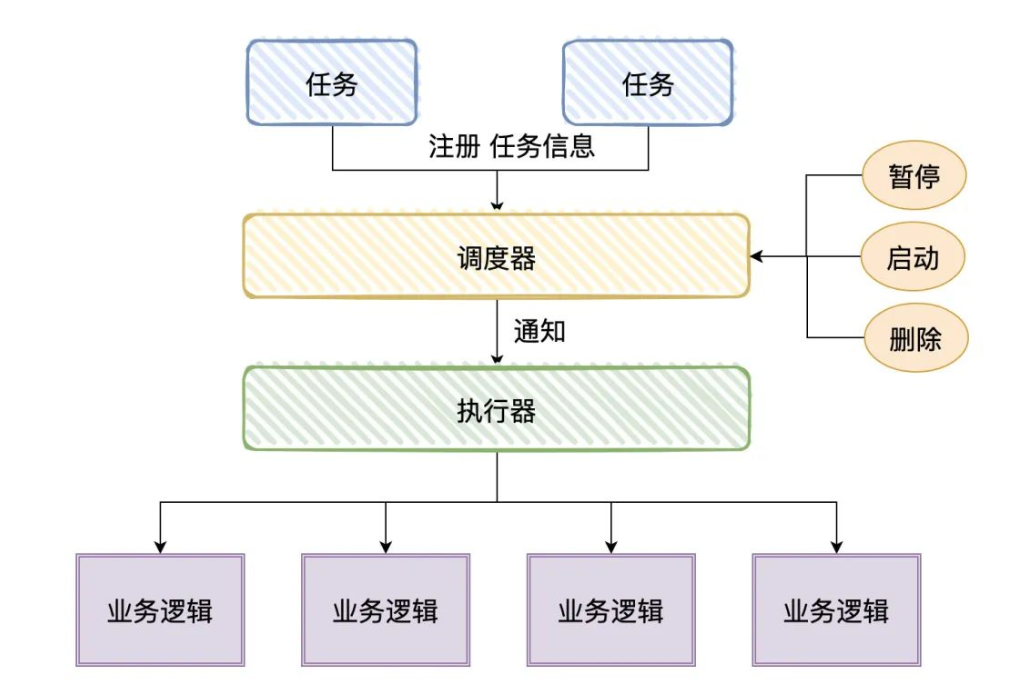 任务
任务
注册 任务信息
暂停
调度器
启动
通知
删除
执行器
业务逻辑
业务逻辑
业务逻辑
业务逻辑